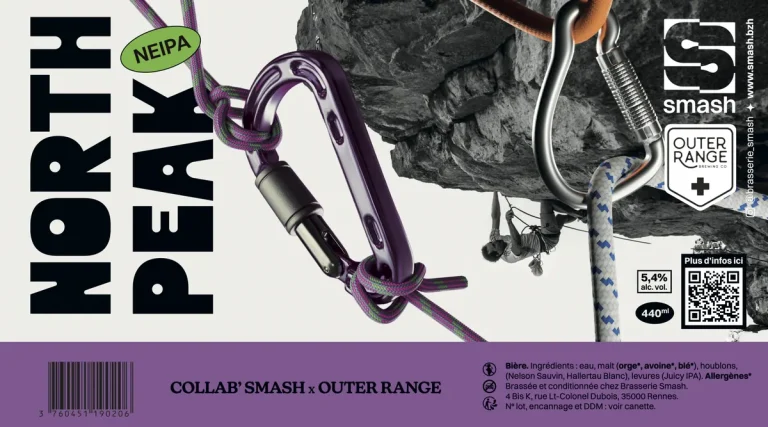 NORTH
PEAK
NEIPA
smash
OUTER
RANGE
BREWING CO
@brasserie_smash + www.smash.bzh
5,4%
alc. vol.
440ml
Plus d'infos ici
3 760451 190206
COLLAB' SMASH x OUTER RANGE
Bière. Ingrédients : eau, malt (orge*, avoine*, blé*), houblons,
(Nelson Sauvin, Hallertau Blanc), levures (Juicy IPA). Allergènes*
Brassée et conditionnée chez Brasserie Smash.
4 Bis K, rue Lt-Colonel Dubois, 35000 Rennes.
N° lot, encannage et DDM : voir canette.